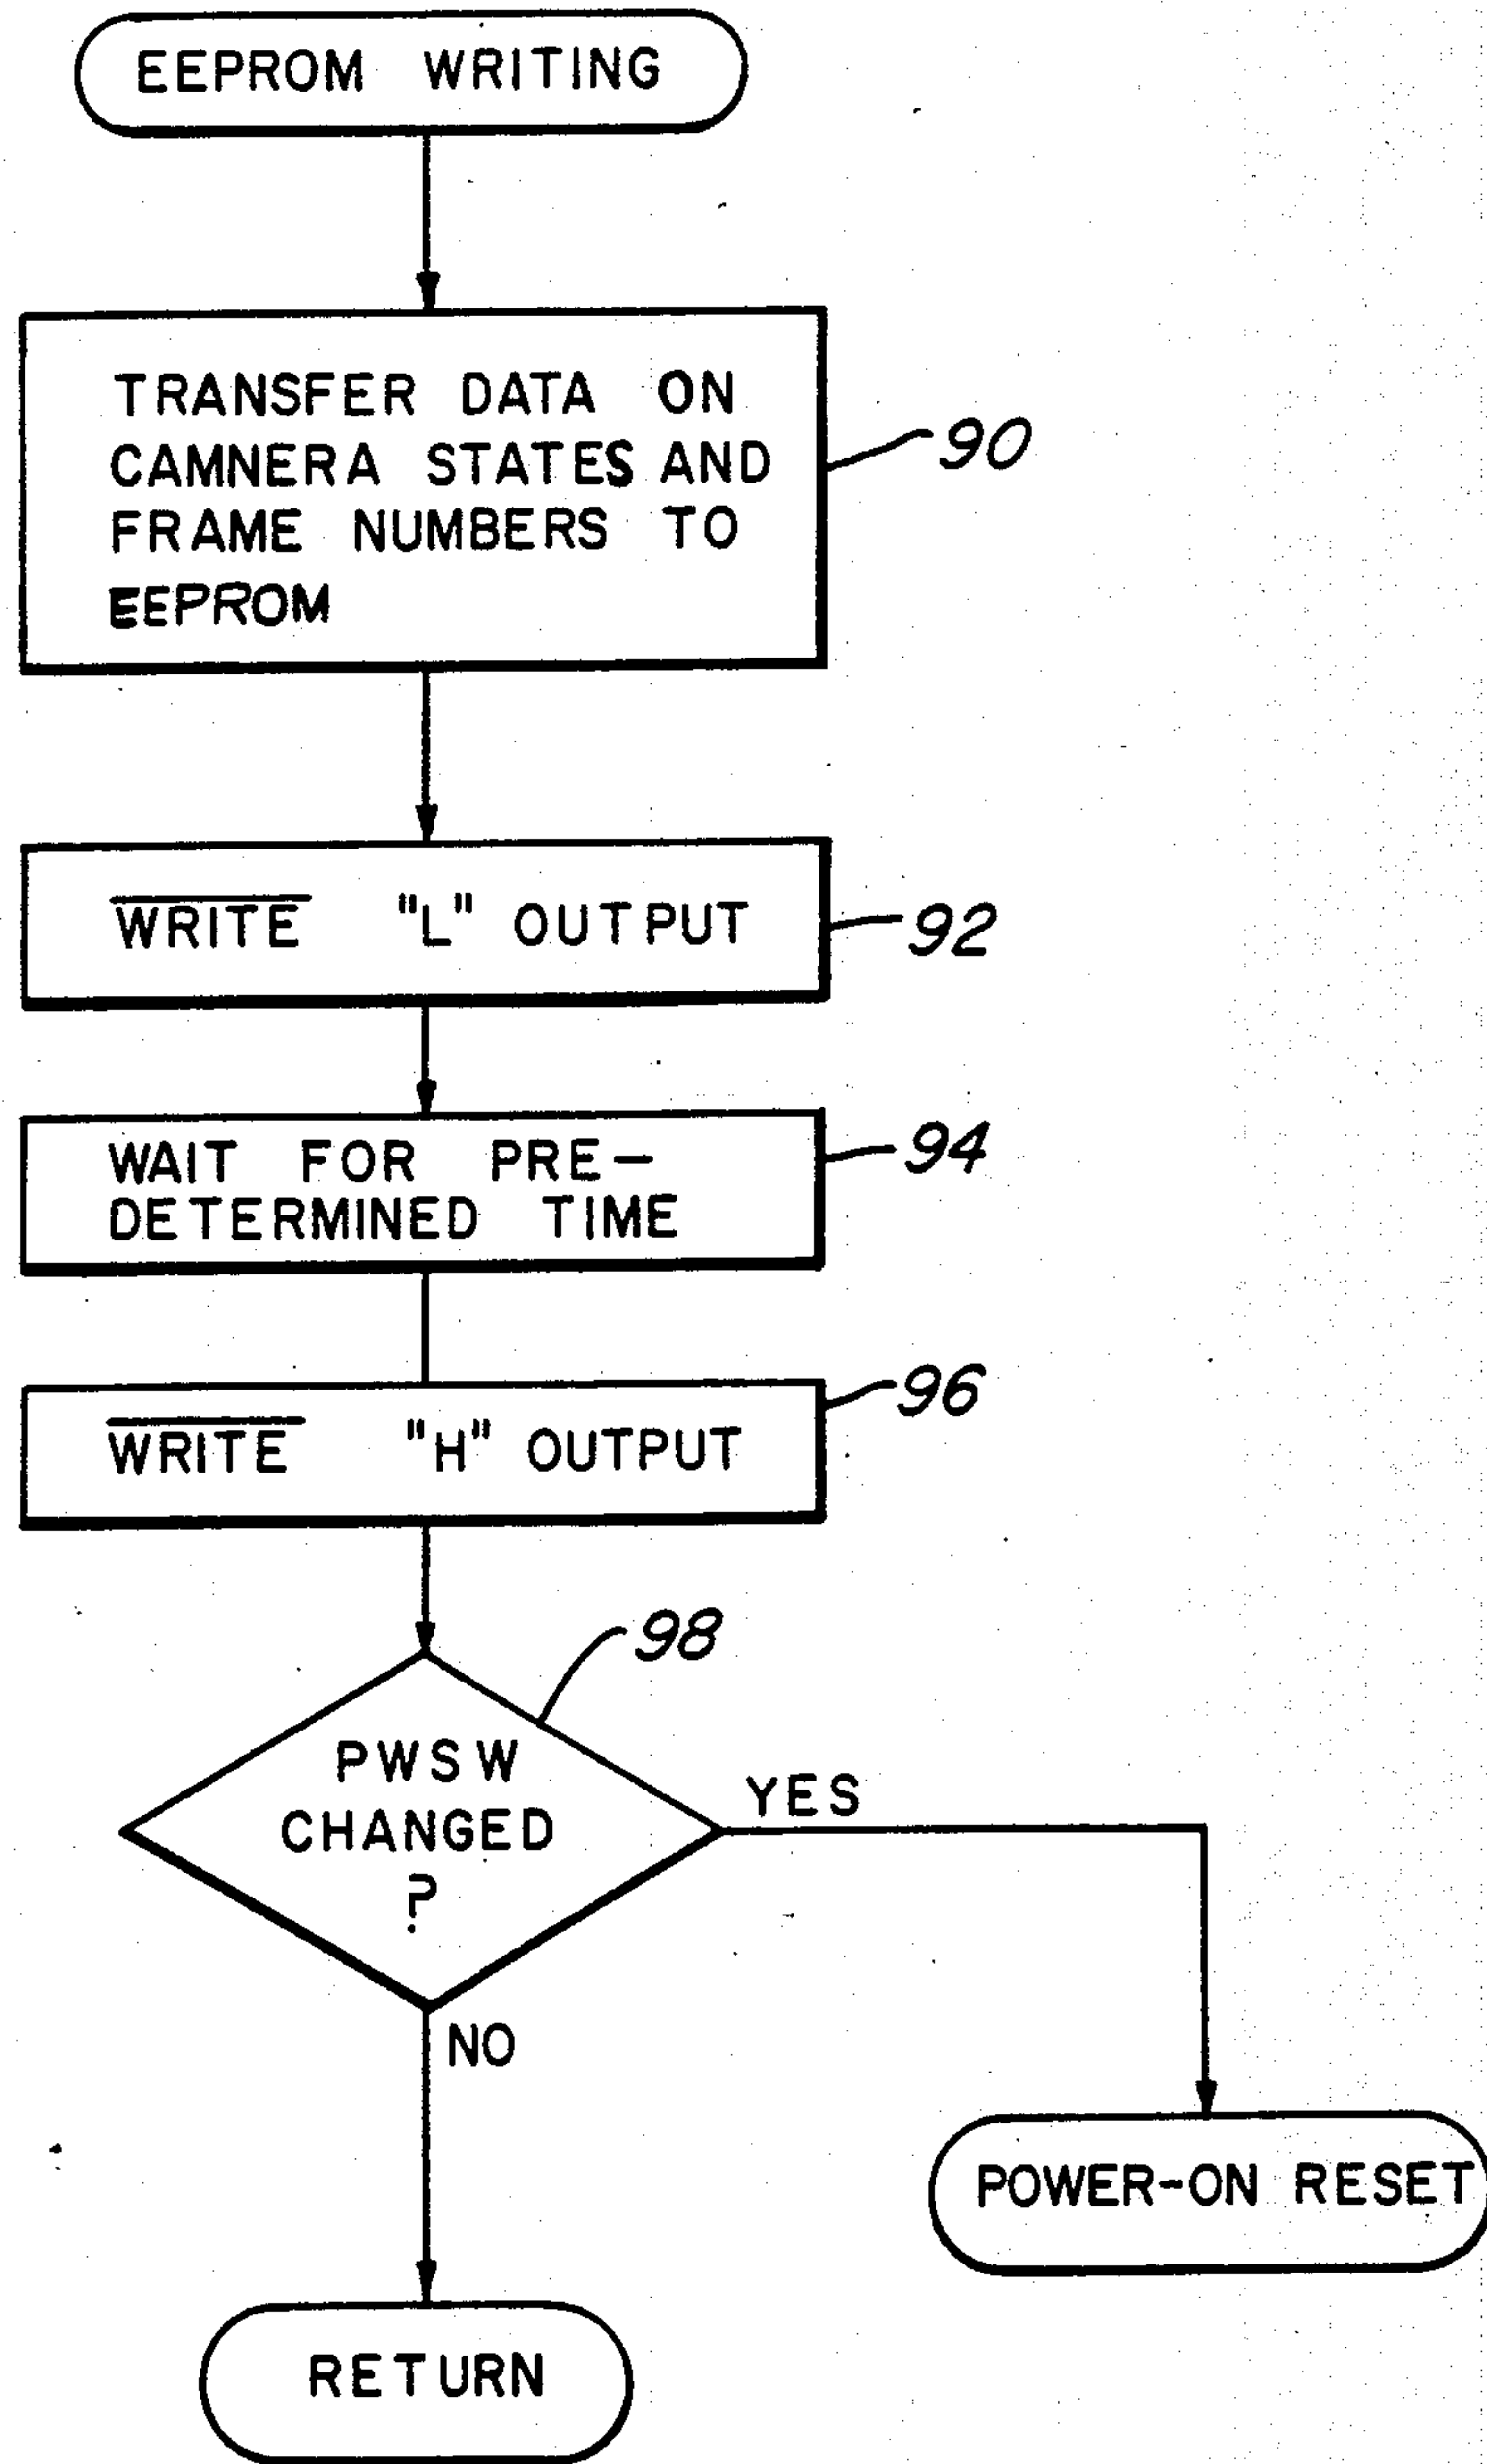 EEPROM WRITING
TRANSFER DATA ON
CAMNERA STATES AND
FRAME NUMBERS TO
EEPROM
90
WRITE "L" OUTPUT
92
WAIT FOR PRE-
DETERMINED TIME
94
WRITE "H" OUTPUT
96
PWSW
CHANGED
?
98
YES
NO
POWER-ON RESET
RETURN